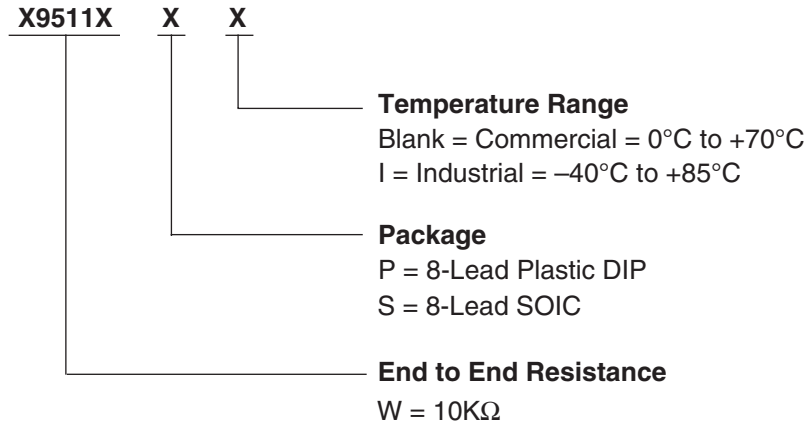 X9511X X X
Temperature Range
Blank = Commercial = 0°C to +70°C
I = Industrial = –40°C to +85°C
Package
P = 8-Lead Plastic DIP
S = 8-Lead SOIC
End to End Resistance
W = 10KΩ